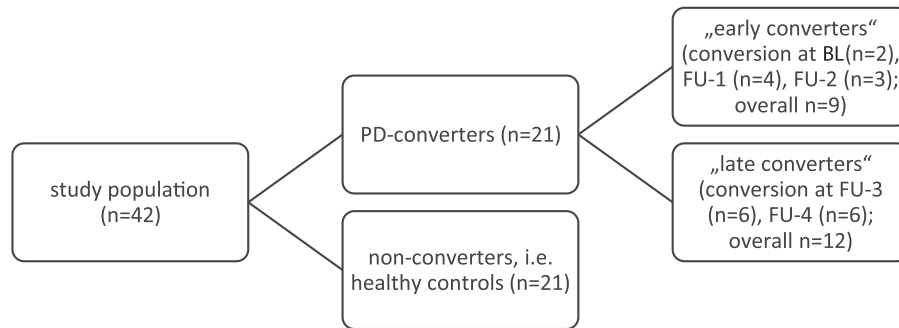 study population
(n=42)
PD-converters (n=21)
non-converters, i.e.
healthy controls (n=21)
„early converters“
(conversion at BL(n=2),
FU-1 (n=4), FU-2 (n=3);
overall n=9)
„late converters“
(conversion at FU-3
(n=6), FU-4 (n=6);
overall n=12)